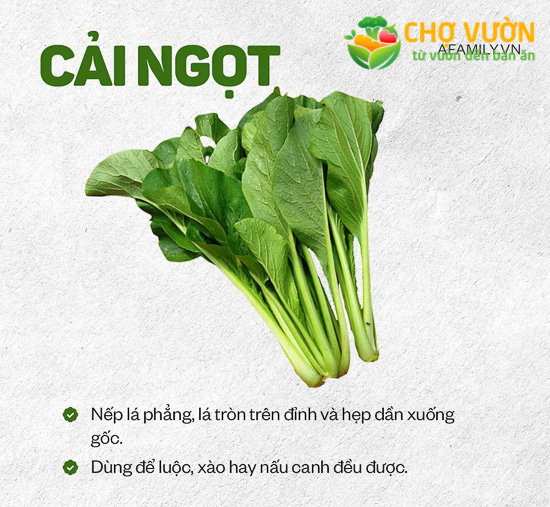 CHỢ VƯỜN
AFAMILY.VN
từ vườn đến bàn ăn
CẢI NGỌT
Nếp lá phẳng, lá tròn trên đỉnh và hẹp dần xuống
gốc.
Dùng để luộc, xào hay nấu canh đều được.